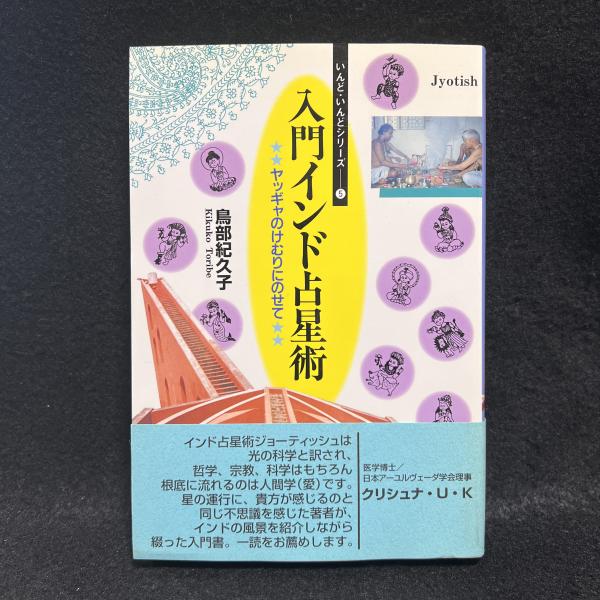 いんど・いんどシリーズ──5
入門インド占星術
★★ヤッギャのけむりにのせて★★
鳥部紀久子
Kikuko Toribe
Jyotish
インド占星術ジョーティッシュは
光の科学と訳され、
哲学、宗教、科学はもちろん
根底に流れるのは人間学(愛)です。
星の運行に、貴方が感じるのと
同じ不思議を感じた著者が、
インドの風景を紹介しながら
綴った入門書。一読をお薦めします。
医学博士/
日本アーユルヴェーダ学会理事
クリシュナ・U・K